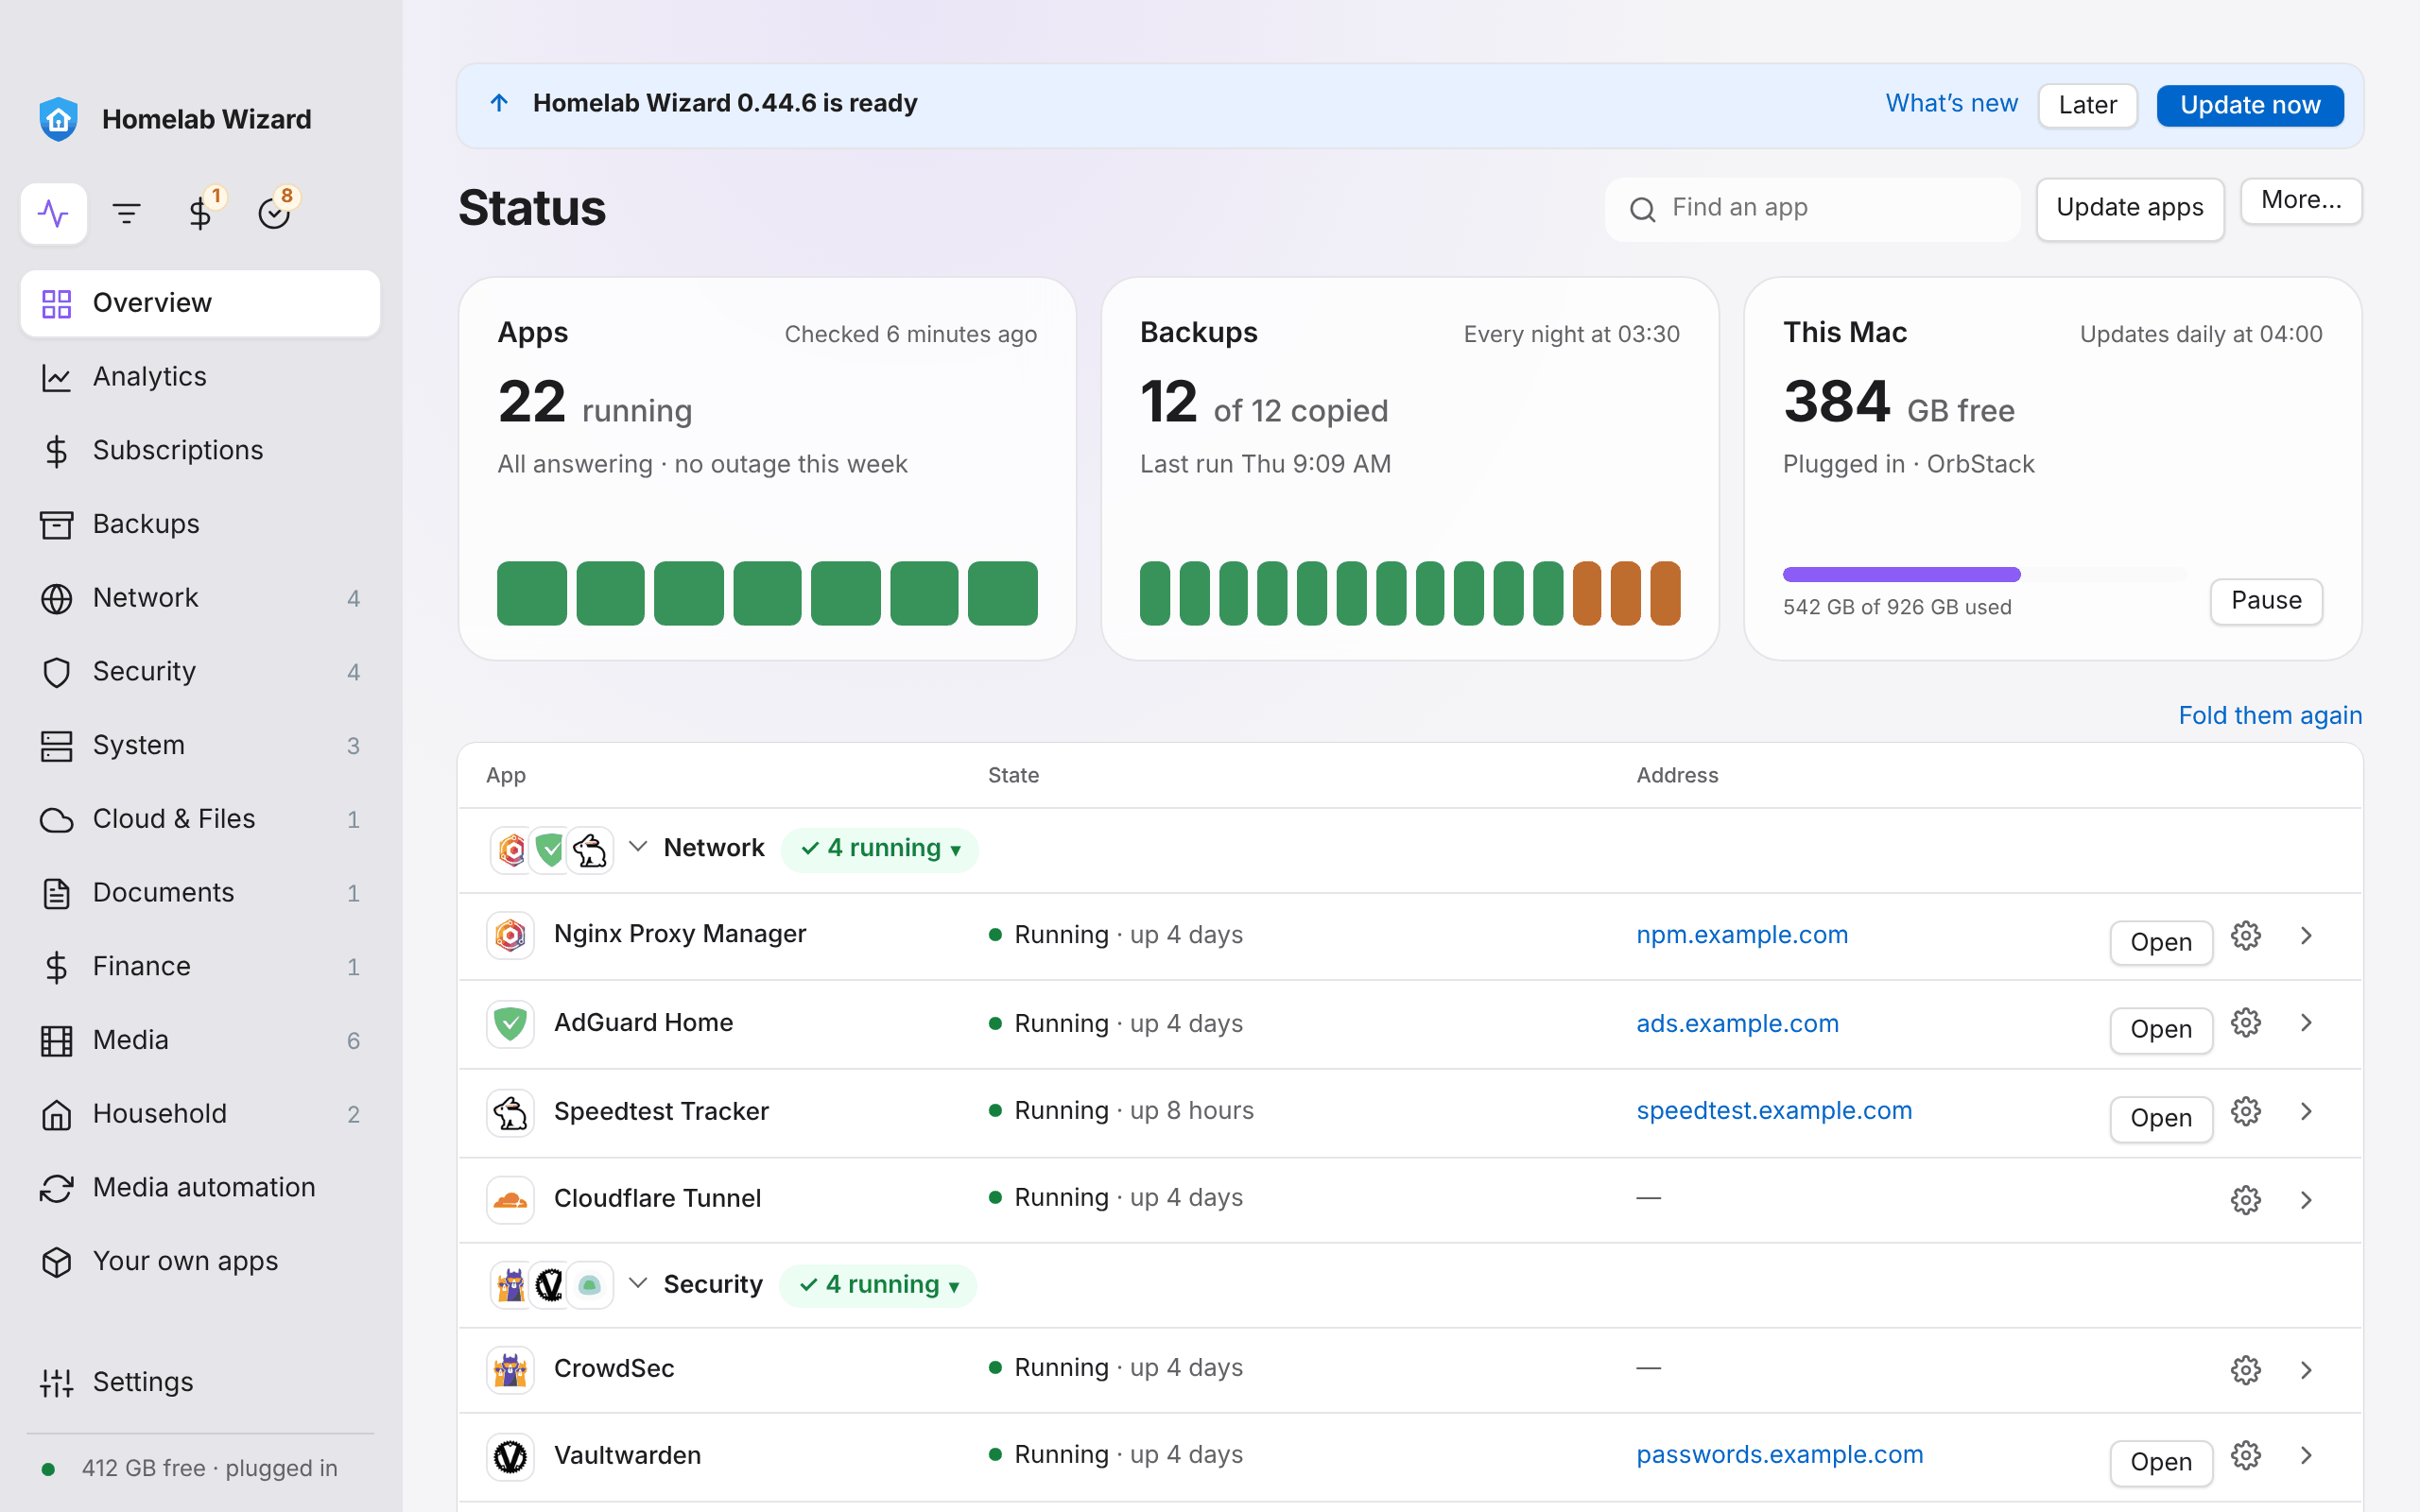 Homelab Wizard
1
8
Overview
Analytics
Subscriptions
Backups
Network 4
Security 4
System 3
Cloud & Files 1
Documents 1
Finance 1
Media 6
Household 2
Media automation
Your own apps
Settings
412 GB free · plugged in
Homelab Wizard 0.44.6 is ready
What's new
Later
Update now
Status
Find an app
Update apps
More...
Apps
Checked 6 minutes ago
22 running
All answering · no outage this week
Backups
Every night at 03:30
12 of 12 copied
Last run Thu 9:09 AM
This Mac
Updates daily at 04:00
384 GB free
Plugged in · OrbStack
542 GB of 926 GB used
Pause
Fold them again
App State Address
Network ✓ 4 running ▾
Nginx Proxy Manager Running · up 4 days npm.example.com Open
AdGuard Home Running · up 4 days ads.example.com Open
Speedtest Tracker Running · up 8 hours speedtest.example.com Open
Cloudflare Tunnel Running · up 4 days —
Security ✓ 4 running ▾
CrowdSec Running · up 4 days —
Vaultwarden Running · up 4 days passwords.example.com Open